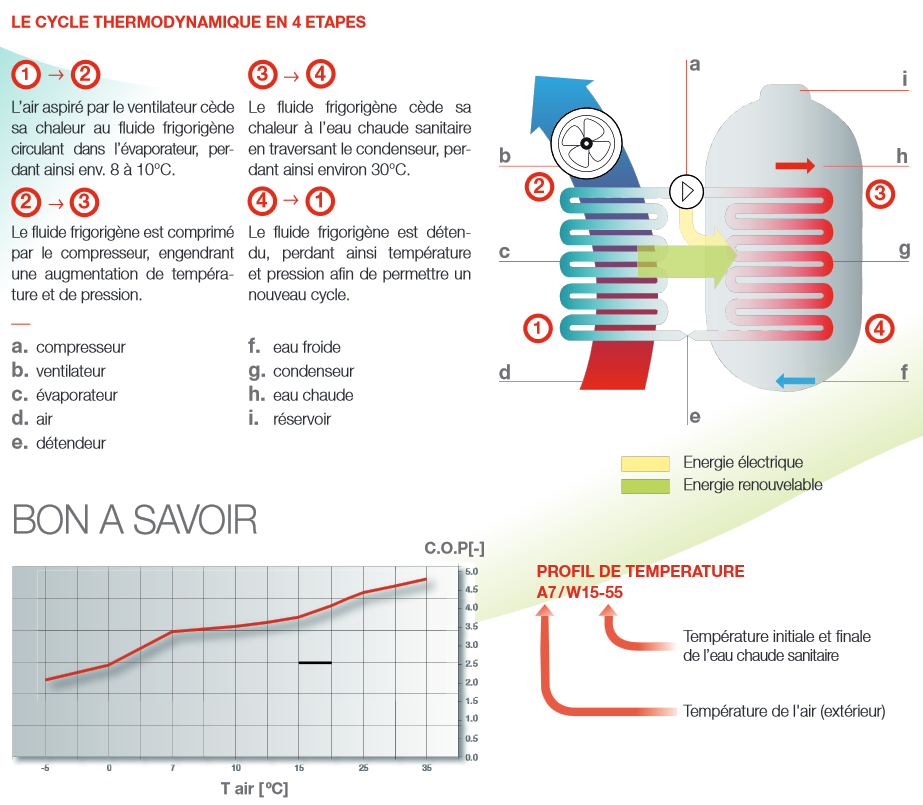 LE CYCLE THERMODYNAMIQUE EN 4 ETAPES
1 → 2
L'air aspiré par le ventilateur cède
sa chaleur au fluide frigorigène
circulant dans l'évaporateur, per-
dant ainsi env. 8 à 10°C.
2 → 3
Le fluide frigorigène est comprimé
par le compresseur, engendrant
une augmentation de tempéra-
ture et de pression.
3 → 4
Le fluide frigorigène cède sa
chaleur à l'eau chaude sanitaire
en traversant le condenseur, per-
dant ainsi environ 30°C.
4 → 1
Le fluide frigorigène est déten-
du, perdant ainsi température
et pression afin de permettre un
nouveau cycle.
a. compresseur
b. ventilateur
c. évaporateur
d. air
e. détendeur
f. eau froide
g. condenseur
h. eau chaude
i. réservoir
a
i
b
h
2
3
c
g
1
4
d
f
e
Energie électrique
Energie renouvelable
BON A SAVOIR
C.O.P[-]
5.0
4.5
4.0
3.5
3.0
2.5
2.0
1.5
1.0
0.5
0.0
-5 0 7 10 15 25 35
T air [ºC]
PROFIL DE TEMPERATURE
A7/W15-55
Température initiale et finale
de l'eau chaude sanitaire
Température de l'air (extérieur)